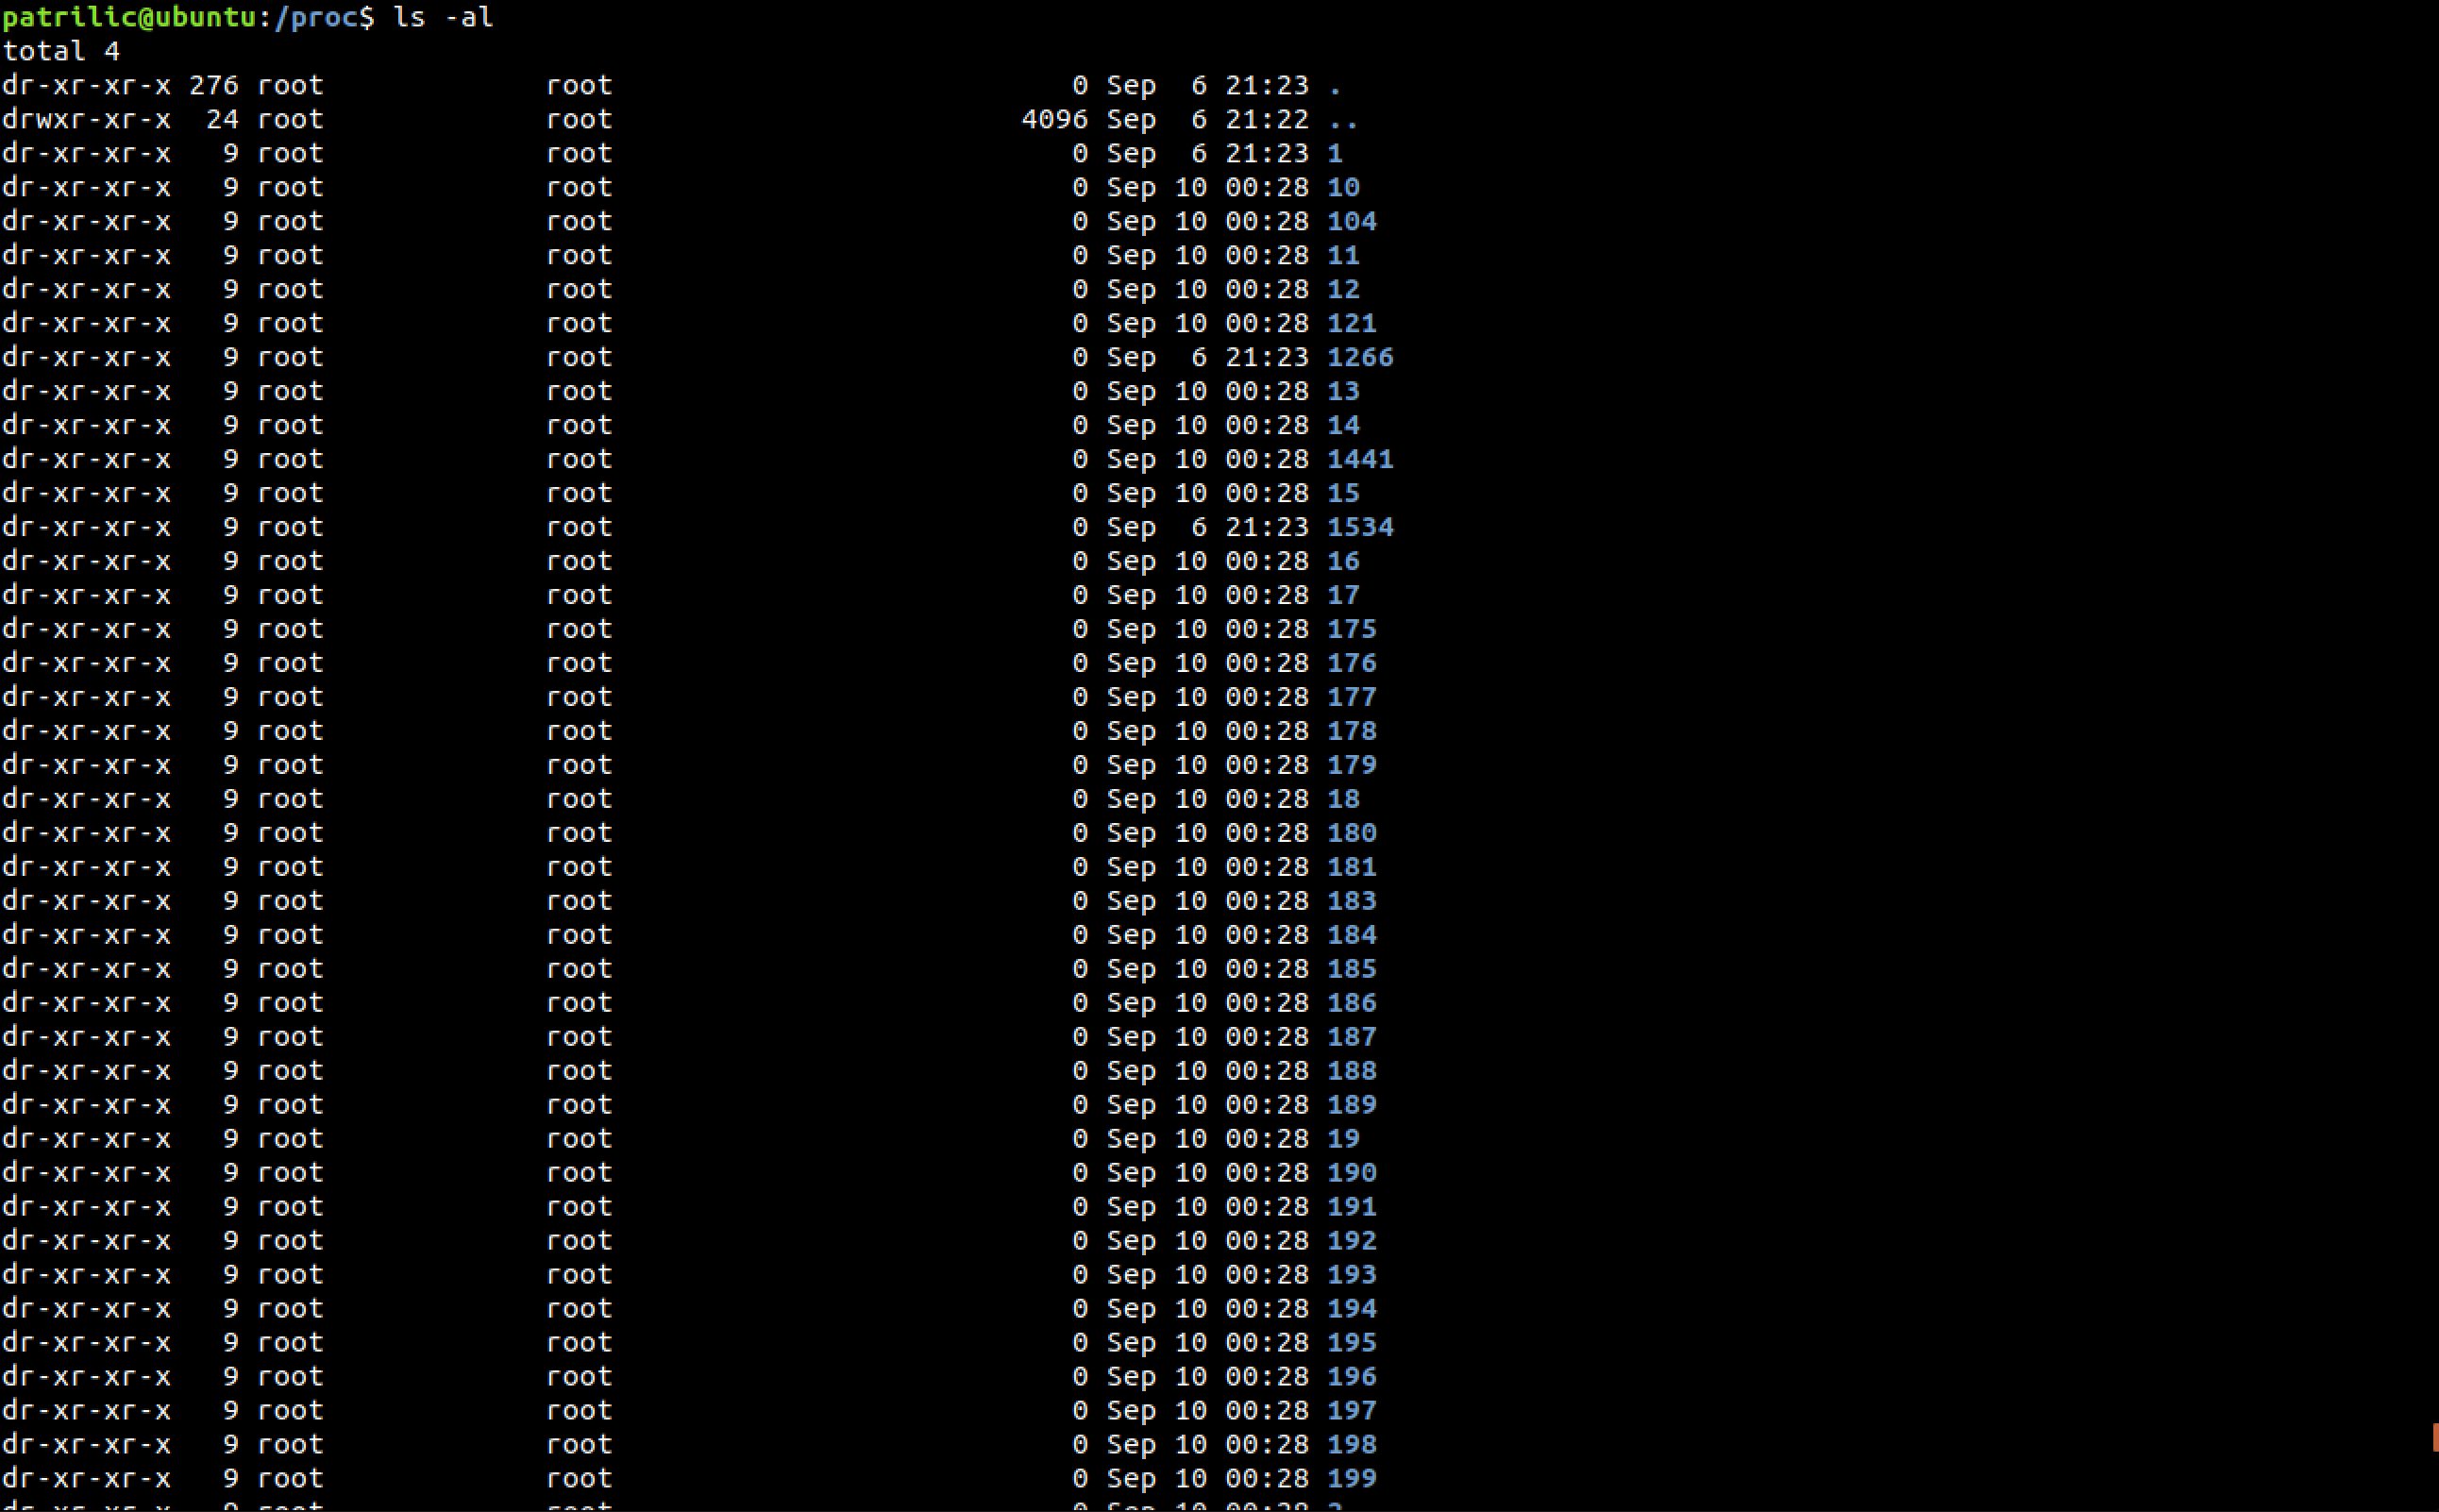 patrilic@ubuntu:/proc$ ls -al
total 4
dr-xr-xr-x 276 root             root                           0 Sep  6 21:23 .
drwxr-xr-x  24 root             root                        4096 Sep  6 21:22 ..
dr-xr-xr-x   9 root             root                           0 Sep  6 21:23 1
dr-xr-xr-x   9 root             root                           0 Sep 10 00:28 10
dr-xr-xr-x   9 root             root                           0 Sep 10 00:28 104
dr-xr-xr-x   9 root             root                           0 Sep 10 00:28 11
dr-xr-xr-x   9 root             root                           0 Sep 10 00:28 12
dr-xr-xr-x   9 root             root                           0 Sep 10 00:28 121
dr-xr-xr-x   9 root             root                           0 Sep  6 21:23 1266
dr-xr-xr-x   9 root             root                           0 Sep 10 00:28 13
dr-xr-xr-x   9 root             root                           0 Sep 10 00:28 14
dr-xr-xr-x   9 root             root                           0 Sep 10 00:28 1441
dr-xr-xr-x   9 root             root                           0 Sep 10 00:28 15
dr-xr-xr-x   9 root             root                           0 Sep  6 21:23 1534
dr-xr-xr-x   9 root             root                           0 Sep 10 00:28 16
dr-xr-xr-x   9 root             root                           0 Sep 10 00:28 17
dr-xr-xr-x   9 root             root                           0 Sep 10 00:28 175
dr-xr-xr-x   9 root             root                           0 Sep 10 00:28 176
dr-xr-xr-x   9 root             root                           0 Sep 10 00:28 177
dr-xr-xr-x   9 root             root                           0 Sep 10 00:28 178
dr-xr-xr-x   9 root             root                           0 Sep 10 00:28 179
dr-xr-xr-x   9 root             root                           0 Sep 10 00:28 18
dr-xr-xr-x   9 root             root                           0 Sep 10 00:28 180
dr-xr-xr-x   9 root             root                           0 Sep 10 00:28 181
dr-xr-xr-x   9 root             root                           0 Sep 10 00:28 183
dr-xr-xr-x   9 root             root                           0 Sep 10 00:28 184
dr-xr-xr-x   9 root             root                           0 Sep 10 00:28 185
dr-xr-xr-x   9 root             root                           0 Sep 10 00:28 186
dr-xr-xr-x   9 root             root                           0 Sep 10 00:28 187
dr-xr-xr-x   9 root             root                           0 Sep 10 00:28 188
dr-xr-xr-x   9 root             root                           0 Sep 10 00:28 189
dr-xr-xr-x   9 root             root                           0 Sep 10 00:28 19
dr-xr-xr-x   9 root             root                           0 Sep 10 00:28 190
dr-xr-xr-x   9 root             root                           0 Sep 10 00:28 191
dr-xr-xr-x   9 root             root                           0 Sep 10 00:28 192
dr-xr-xr-x   9 root             root                           0 Sep 10 00:28 193
dr-xr-xr-x   9 root             root                           0 Sep 10 00:28 194
dr-xr-xr-x   9 root             root                           0 Sep 10 00:28 195
dr-xr-xr-x   9 root             root                           0 Sep 10 00:28 196
dr-xr-xr-x   9 root             root                           0 Sep 10 00:28 197
dr-xr-xr-x   9 root             root                           0 Sep 10 00:28 198
dr-xr-xr-x   9 root             root                           0 Sep 10 00:28 199